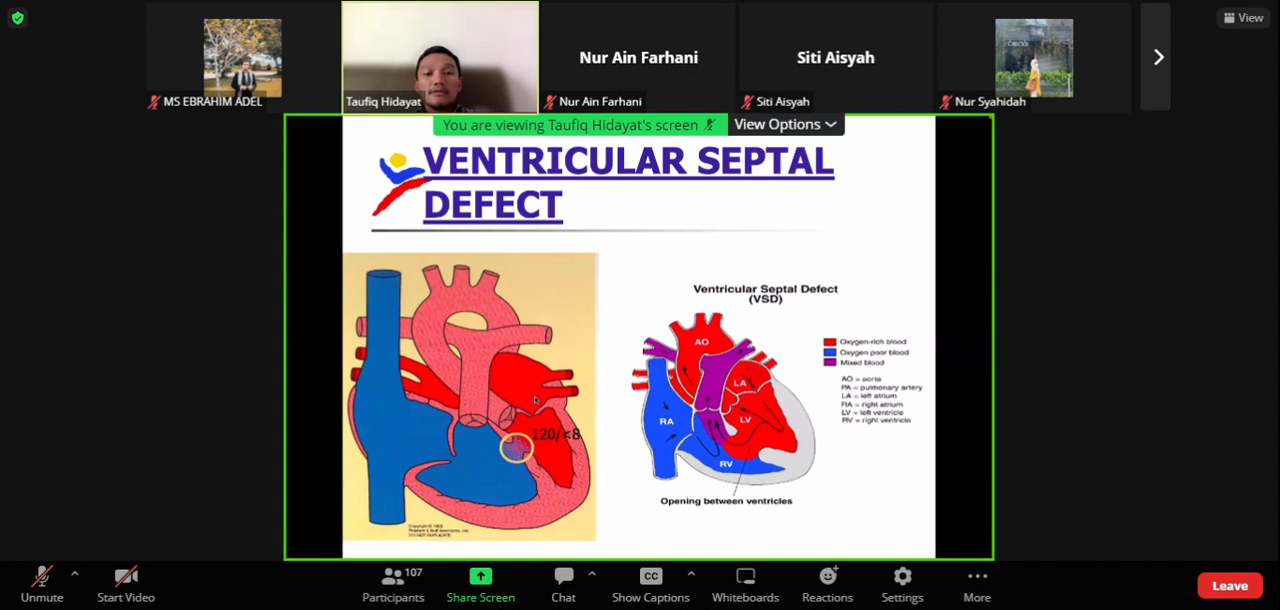 View
Nur Ain Farhani
Siti Aisyah
MS EBRAHIM ADEL
Taufiq Hidayat
Nur Ain Farhani
Siti Aisyah
Nur Syahidah
You are viewing Taufiq Hidayat's screen
View Options
VENTRICULAR SEPTAL
DEFECT
Ventricular Septal Defect
(VSD)
AO
LA
RA
LV
RV
120/<8
Oxygen-rich blood
Oxygen poor blood
Mixed blood
AO = aorta
PA = pulmonary artery
LA = left atrium
RA = right atrium
LV = left ventricle
RV = right ventricle
Opening between ventricles
Unmute
Start Video
107
Participants
Share Screen
Chat
CC
Show Captions
Whiteboards
Reactions
Settings
More
Leave